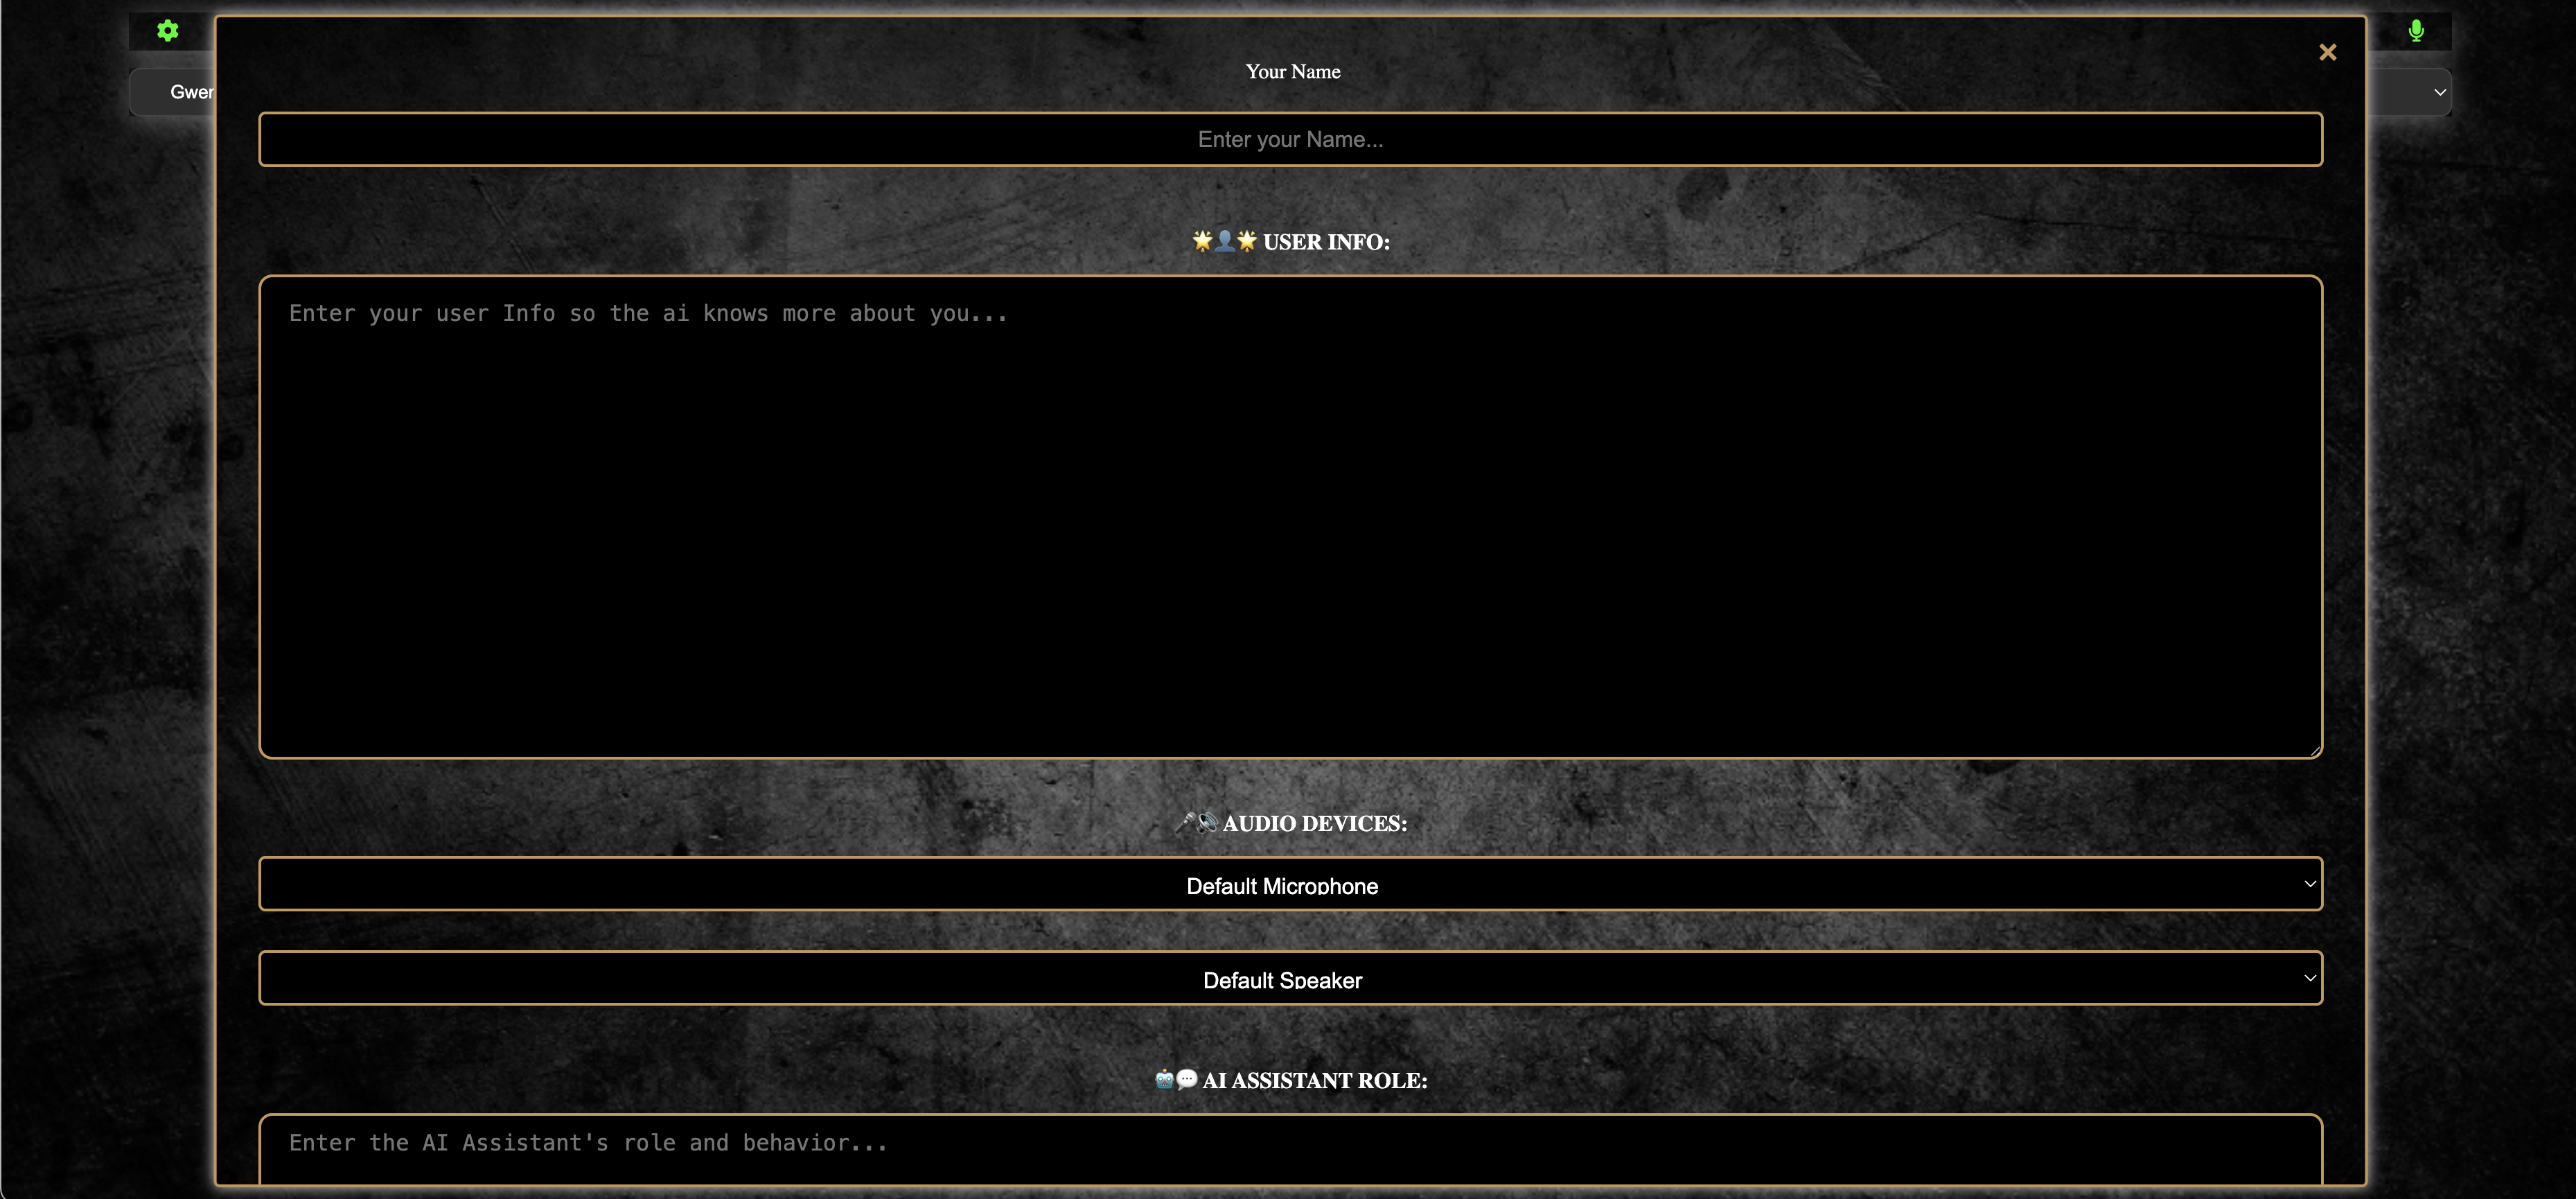 Your Name
Gwer
Enter your Name...
🌟👤🌟 USER INFO:
Enter your user Info so the ai knows more about you...
🎤🔊 AUDIO DEVICES:
Default Microphone
Default Speaker
🤖💬 AI ASSISTANT ROLE:
Enter the AI Assistant's role and behavior...